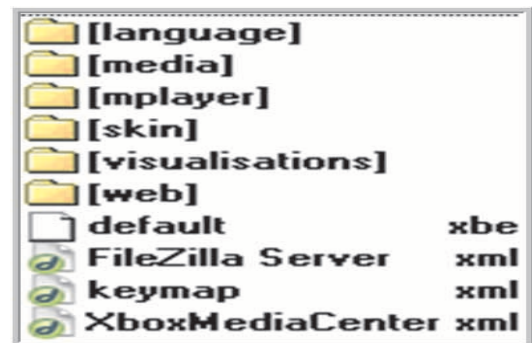 [language]
[media]
[mplayer]
[skin]
[visualisations]
[web]
default xbe
FileZilla Server xml
keymap xml
XboxMediaCenter xml